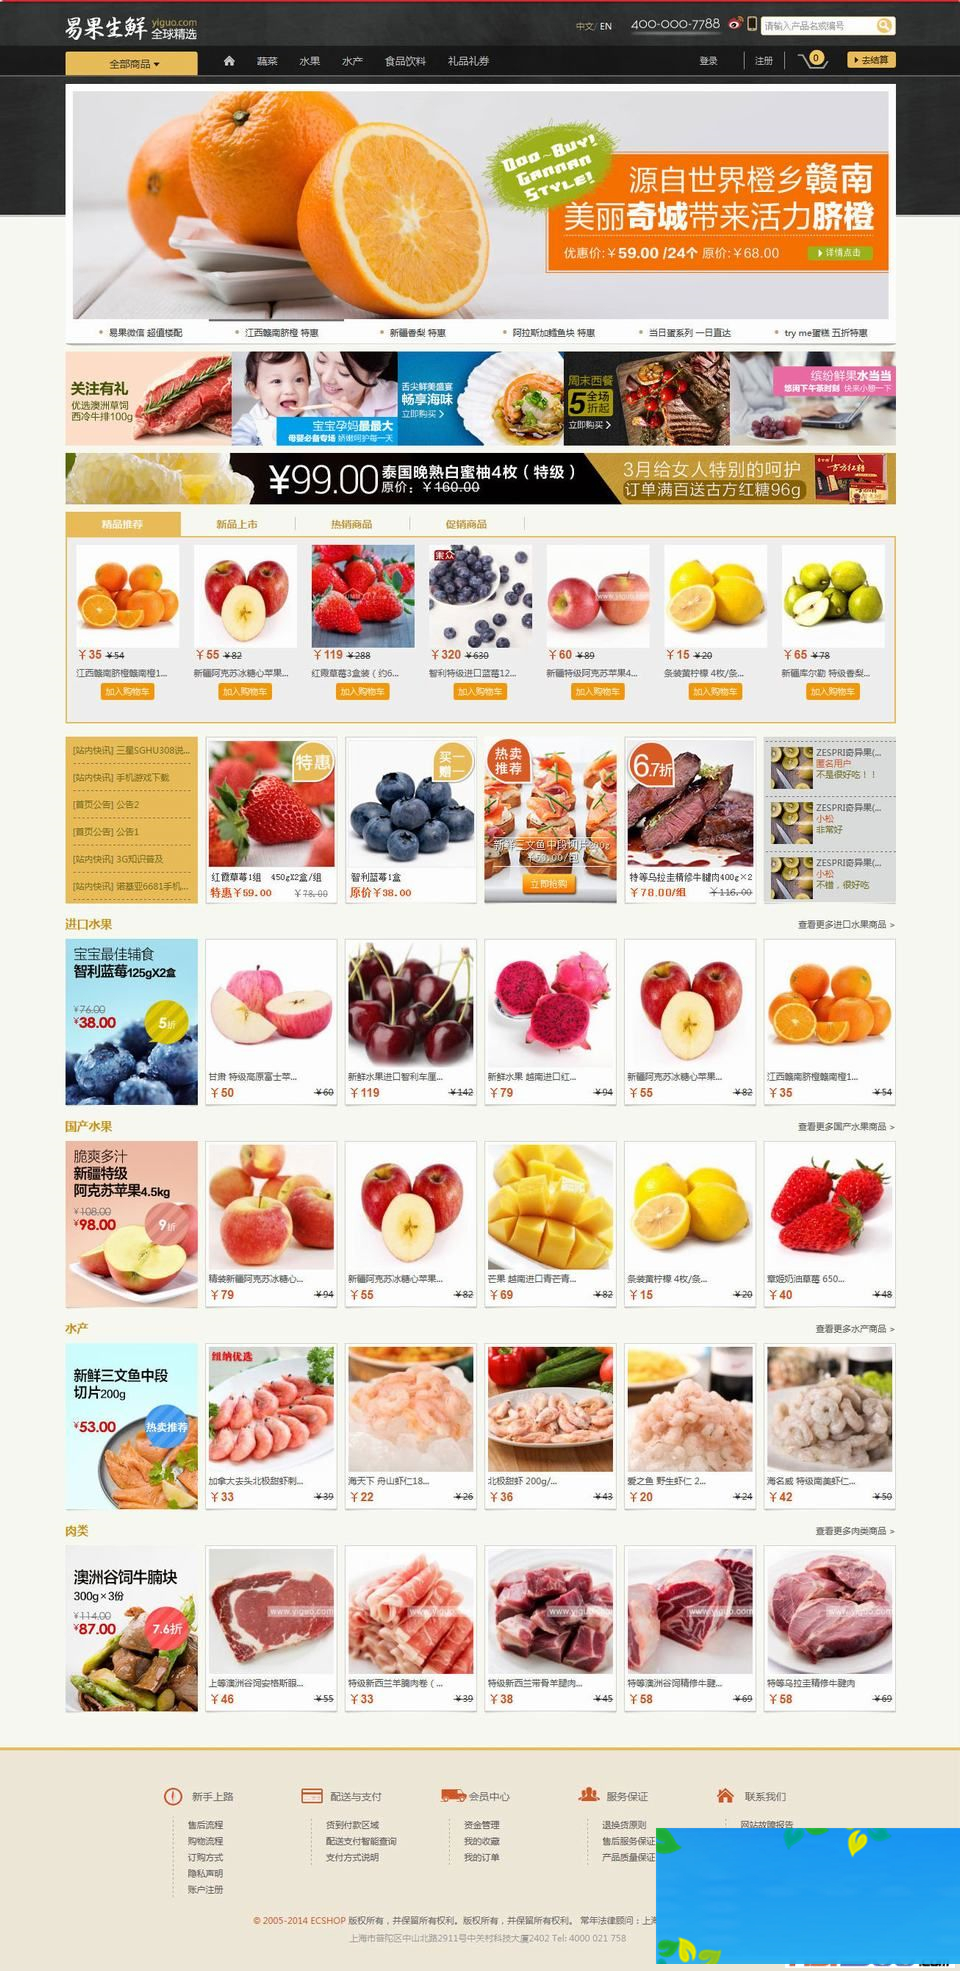 易果生鲜 yiguo.com
全球精选
中文/ EN
400-000-7788
请输入产品名或编号
全部商品
蔬菜 水果 水产 食品饮料 礼品礼券
登录 注册 0 去结算
Doo~Buy!
Gannan
Style!
源自世界橙乡赣南
美丽奇城带来活力脐橙
优惠价:￥59.00 /24个 原价:￥68.00 详情点击
易果微信 超值楼配 江西赣南脐橙 特惠 新疆香梨 特惠 阿拉斯加鳕鱼块 特惠 当日蛋系列 一日直达 try me蛋糕 五折特惠
关注有礼
优选澳洲草饲
西冷牛排100g
宝宝孕妈最最大
母婴必备专场 娇嫩呵护每一天
舌尖鲜美盛宴
畅享海味
立即购买
周末西餐
5全场折起
立即购买
缤纷鲜果水当当
悠闲下午茶时刻 快来小憩一下
¥99.00 泰国晚熟白蜜柚4枚（特级）
原价：￥160.00
3月给女人特别的呵护
订单满百送古方红糖96g
精品推荐 新品上市 热销商品 促销商品
￥35 ￥54
江西赣南脐橙赣南橙1...
加入购物车
￥55 ￥82
新疆阿克苏冰糖心苹果...
加入购物车
￥119 ￥288
红霞草莓3盒装（约6...
加入购物车
￥320 ￥630
智利特级进口蓝莓12...
加入购物车
www.yiguo.
￥60 ￥89
新疆特级阿克苏苹果4...
加入购物车
￥15 ￥20
条装黄柠檬 4枚/条...
加入购物车
￥65 ￥78
新疆库尔勒 特级香梨...
加入购物车
[站内快讯] 三星SGHU308说...
[站内快讯] 手机游戏下载
[首页公告] 公告2
[首页公告] 公告1
[站内快讯] 3G知识普及
[站内快讯] 诺基亚6681手机...
特惠
红霞草莓1组 450gX2盒/组
特惠￥59.00 ￥78.00
买一赠一
智利蓝莓1盒
原价￥38.00
热卖推荐
新鲜三文鱼中段切片200g
￥53.00/包
立即抢购
6.7折
特等乌拉圭精修牛腱肉400g×2
￥78.00/组 ￥116.00
ZESPRI奇异果(...
匿名用户
不是很好吃！！
ZESPRI奇异果(...
小松
非常好
ZESPRI奇异果(...
小松
不错，很好吃
进口水果 查看更多进口水果商品 >
宝宝最佳辅食
智利蓝莓125gX2盒
¥76.00
¥38.00
5折
甘肃 特级高原富士苹...
￥50 ￥60
新鲜水果进口智利车厘...
￥119 ￥142
新鲜水果 越南进口红...
￥79 ￥94
新疆阿克苏冰糖心苹果...
￥55 ￥82
江西赣南脐橙赣南橙1...
￥35 ￥54
国产水果 查看更多国产水果商品 >
脆爽多汁
新疆特级
阿克苏苹果4.5kg
¥108.00
¥98.00
9折
精装新疆阿克苏冰糖心...
￥79 ￥94
新疆阿克苏冰糖心苹果...
￥55 ￥82
芒果 越南进口青芒青...
￥69 ￥82
条装黄柠檬 4枚/条...
￥15 ￥20
章姬奶油草莓 650...
￥40 ￥48
水产 查看更多水产商品 >
新鲜三文鱼中段
切片200g
¥53.00
热卖推荐
纽纳优选
加拿大去头北极甜虾刺...
￥33 ￥39
海天下 舟山虾仁18...
￥22 ￥26
北极甜虾 200g/...
￥36 ￥43
爱之鱼 野生虾仁 2...
￥20 ￥24
海名威 特级南美虾仁...
￥42 ￥50
肉类 查看更多肉类商品 >
澳洲谷饲牛腩块
300g×3份
¥114.00
¥87.00
7.6折
www.yiguo.com
上等澳洲谷饲安格斯眼...
￥46 ￥55
特级新西兰羊腩肉卷（...
￥33 ￥39
特级新西兰带骨羊腿肉...
￥38 ￥45
www.yiguo.com
特等澳洲谷饲精修牛腱...
￥58 ￥69
特等乌拉圭精修牛腱肉
￥58 ￥69
新手上路 配送与支付 会员中心 服务保证 联系我们
售后流程 货到付款区域 资金管理 退换货原则 网站故障报告
购物流程 配送支付智能查询 我的收藏 售后服务保证
订购方式 支付方式说明 我的订单 产品质量保证
隐私声明
账户注册
© 2005-2014 ECSHOP 版权所有，并保留所有权利。版权所有，并保留所有权利。 常年法律顾问：上海
上海市普陀区中山北路2911号中关村科技大厦2402 Tel: 4000 021 758